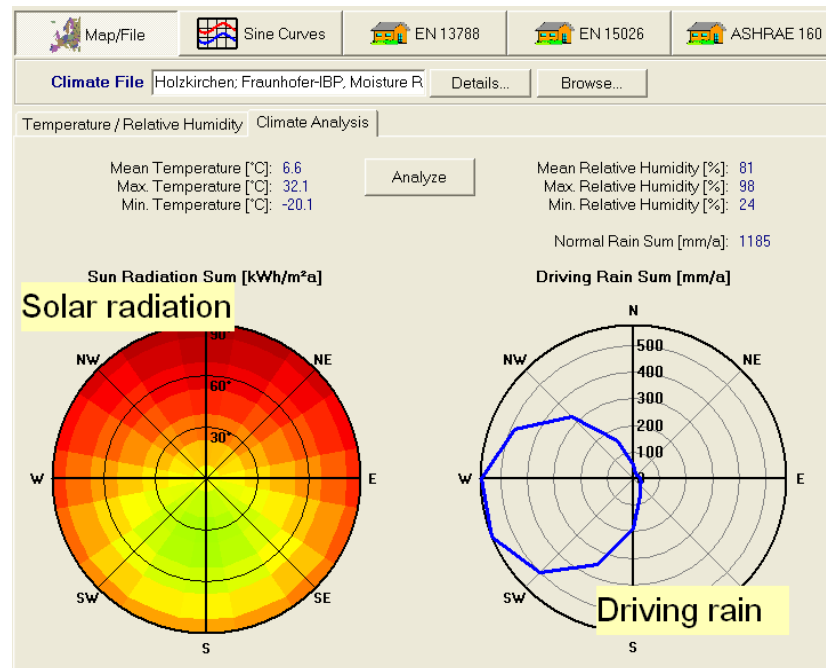 Map/File
Sine Curves
EN 13788
EN 15026
ASHRAE 160
Climate File
Holzkirchen; Fraunhofer-IBP, Moisture R
Details...
Browse...
Temperature / Relative Humidity
Climate Analysis
Mean Temperature [°C]: 6.6
Max. Temperature [°C]: 32.1
Min. Temperature [°C]: -20.1
Analyze
Mean Relative Humidity [%]: 81
Max. Relative Humidity [%]: 98
Min. Relative Humidity [%]: 24
Normal Rain Sum [mm/a]: 1185
Sun Radiation Sum [kWh/m²a]
Solar radiation
90°
NW
NE
60°
30°
W
E
SW
SE
S
Driving Rain Sum [mm/a]
N
500
NW
NE
400
300
200
100
W
0
E
SW
Driving rain
S